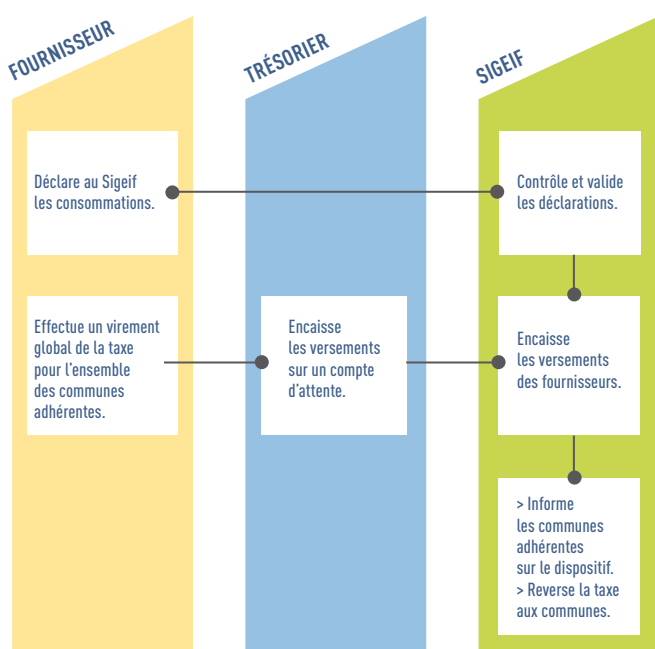 FOURNISSEUR
TRÉSORIER
SIGEIF
Déclare au Sigeif
les consommations.
Contrôle et valide
les déclarations.
Effectue un virement
global de la taxe
pour l'ensemble
des communes
adhérentes.
Encaisse
les versements
sur un compte
d'attente.
Encaisse
les versements
des fournisseurs.
> Informe
les communes
adhérentes
sur le dispositif.
> Reverse la taxe
aux communes.